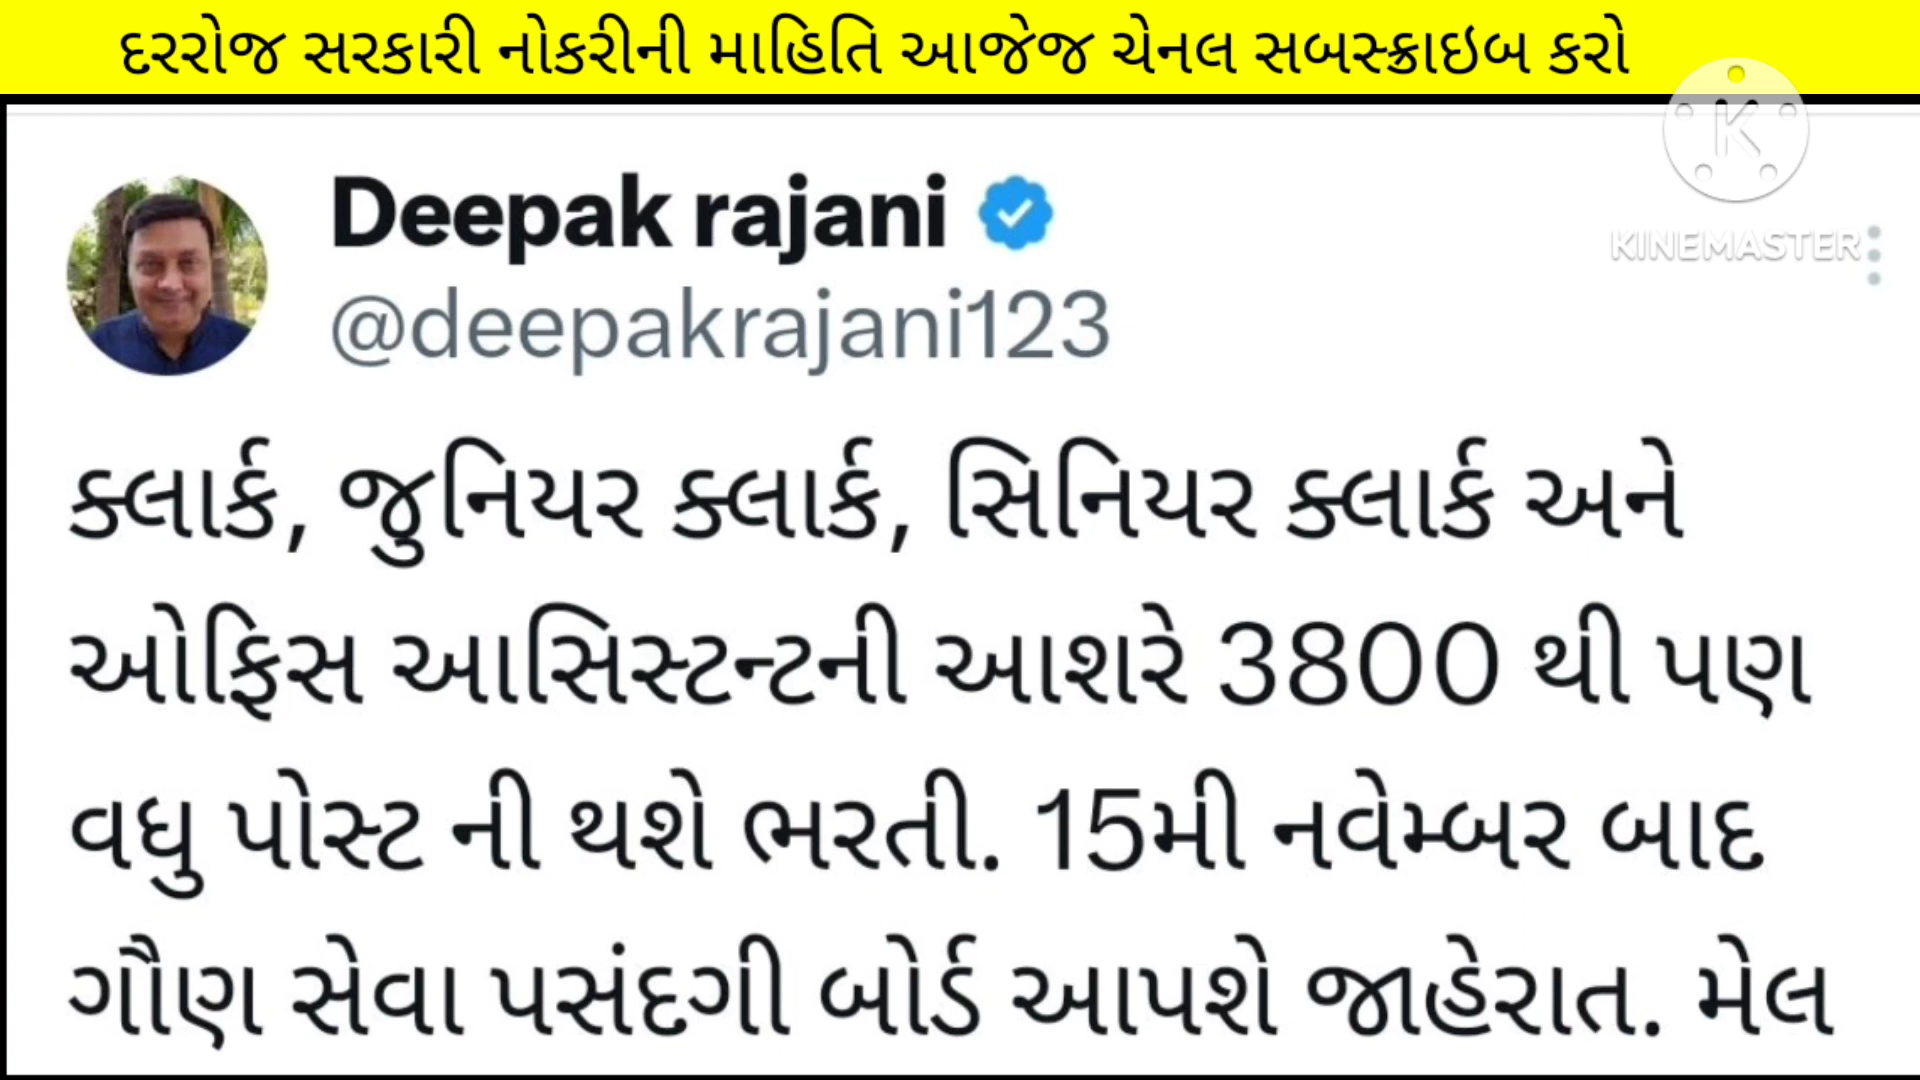 દરરોજ સરકારી નોકરીની માહિતિ આજેજ ચેનલ સબસ્ક્રાઇબ કરો
K
KINEMASTER
Deepak rajani
@deepakrajani123
ક્લાર્ક, જુનિયર ક્લાર્ક, સિનિયર ક્લાર્ક અને
ઓફિસ આસિસ્ટન્ટની આશરે 3800 થી પણ
વધુ પોસ્ટ ની થશે ભરતી. 15મી નવેમ્બર બાદ
ગૌણ સેવા પસંદગી બોર્ડ આપશે જાહેરાત. મેલ